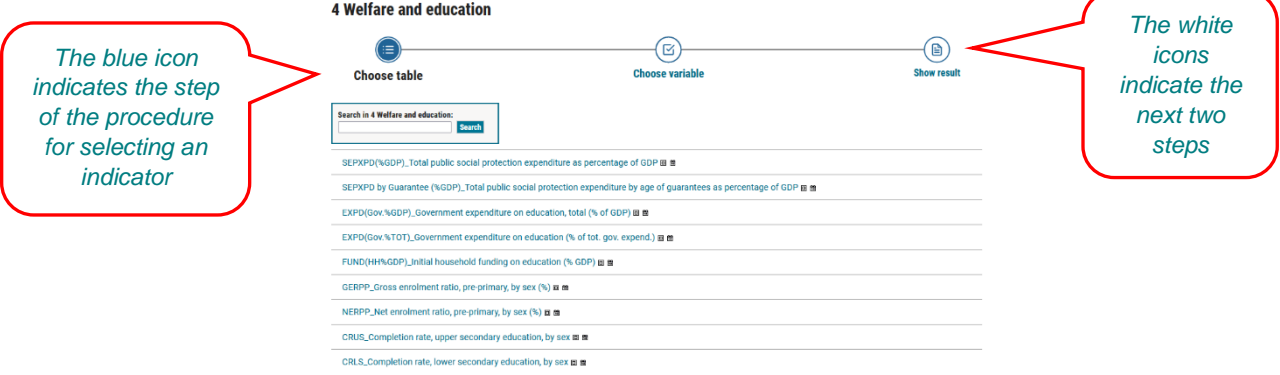 4 Welfare and education
The blue icon
indicates the step
of the procedure
for selecting an
indicator
Choose table
Choose variable
Show result
The white
icons
indicate the
next two
steps
Search in 4 Welfare and education:
Search
SEPXPD(%GDP)_Total public social protection expenditure as percentage of GDP
SEPXPD by Guarantee (%GDP)_Total public social protection expenditure by age of guarantees as percentage of GDP
EXPD(Gov.%GDP)_Government expenditure on education, total (% of GDP)
EXPD(Gov.%TOT)_Government expenditure on education (% of tot. gov. expend.)
FUND(HH%GDP)_Initial household funding on education (% GDP)
GERPP_Gross enrolment ratio, pre-primary, by sex (%)
NERPP_Net enrolment ratio, pre-primary, by sex (%)
CRUS_Completion rate, upper secondary education, by sex
CRLS_Completion rate, lower secondary education, by sex